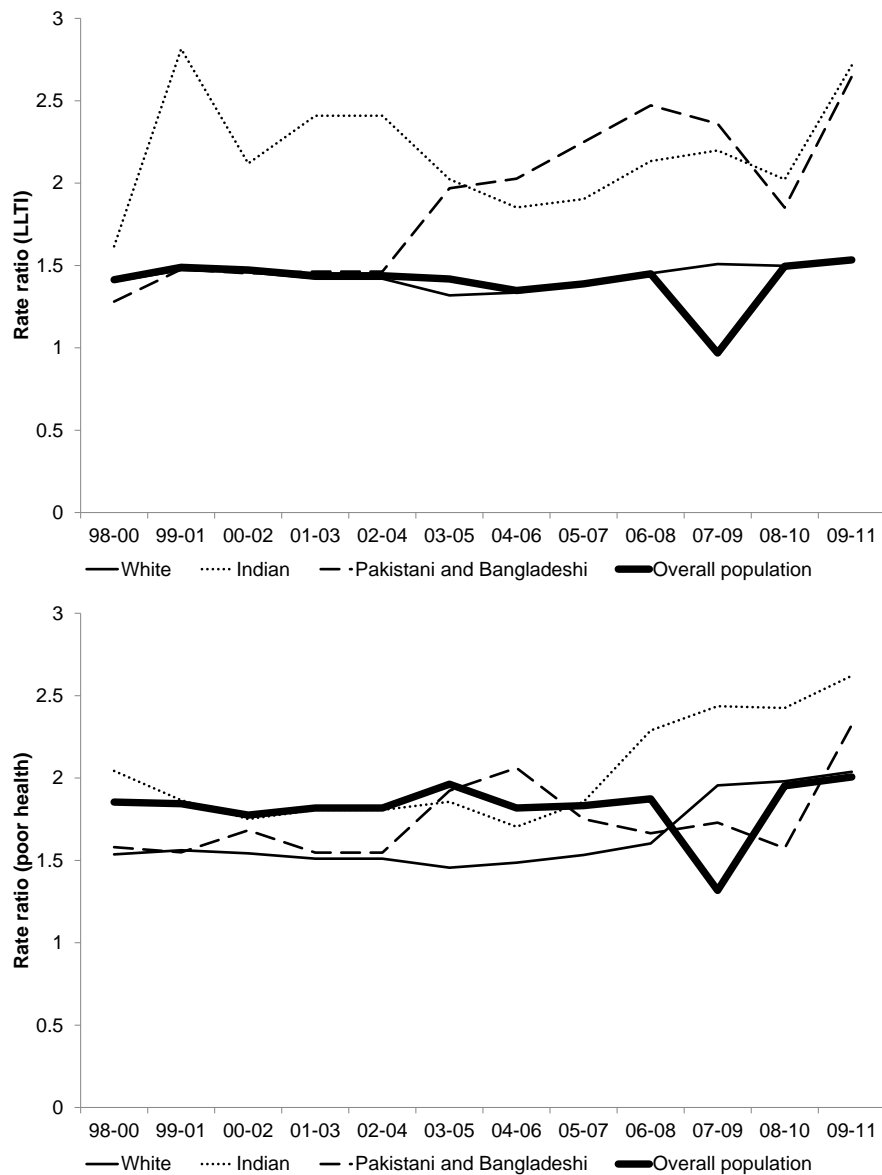 3
2.5
2
1.5
1
0.5
0
Rate ratio (LLTI)
98-00 99-01 00-02 01-03 02-04 03-05 04-06 05-07 06-08 07-09 08-10 09-11
White Indian Pakistani and Bangladeshi Overall population
3
2.5
2
1.5
1
0.5
0
Rate ratio (poor health)
98-00 99-01 00-02 01-03 02-04 03-05 04-06 05-07 06-08 07-09 08-10 09-11
White Indian Pakistani and Bangladeshi Overall population